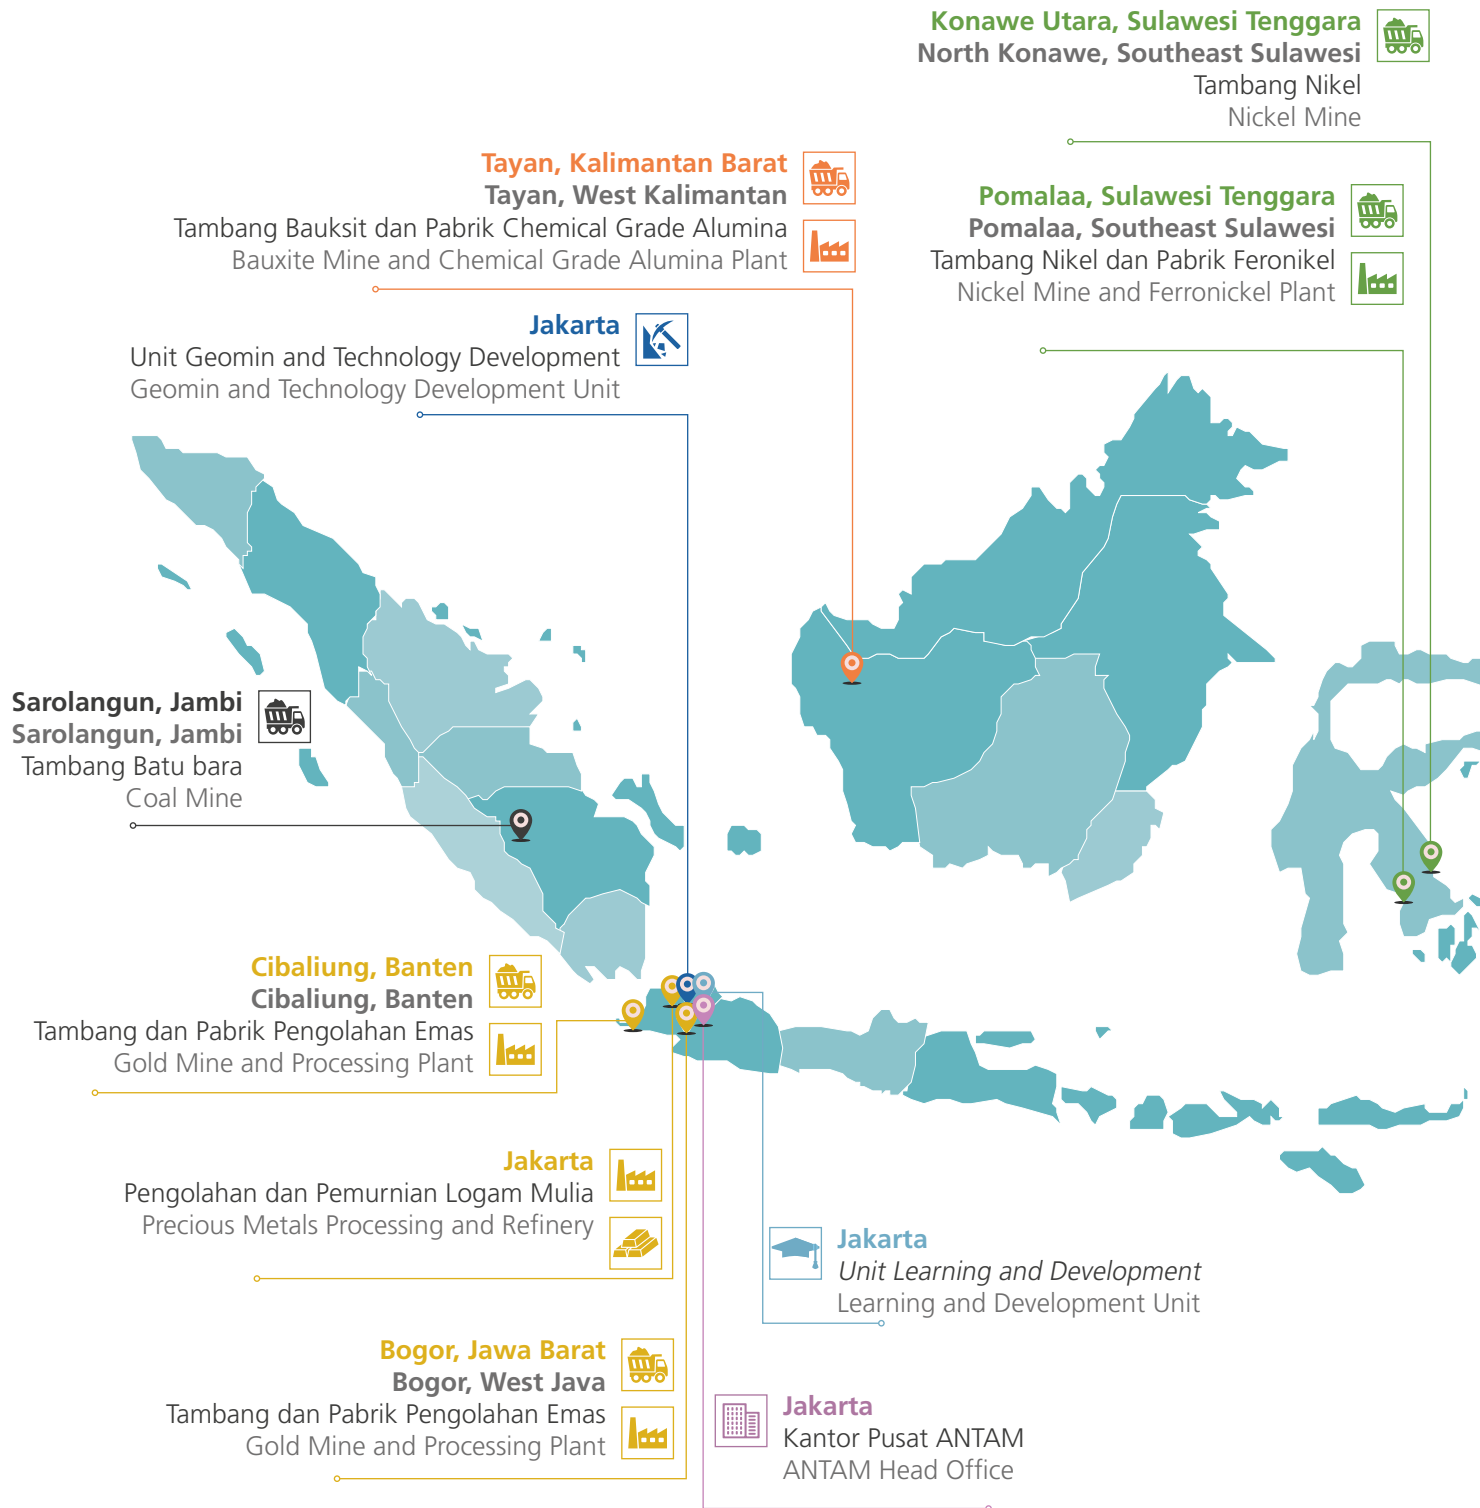 Konawe Utara, Sulawesi Tenggara
North Konawe, Southeast Sulawesi
Tambang Nikel
Nickel Mine
Tayan, Kalimantan Barat
Tayan, West Kalimantan
Tambang Bauksit dan Pabrik Chemical Grade Alumina
Bauxite Mine and Chemical Grade Alumina Plant
Pomalaa, Sulawesi Tenggara
Pomalaa, Southeast Sulawesi
Tambang Nikel dan Pabrik Feronikel
Nickel Mine and Ferronickel Plant
Jakarta
Unit Geomin and Technology Development
Geomin and Technology Development Unit
Sarolangun, Jambi
Sarolangun, Jambi
Tambang Batu bara
Coal Mine
Cibaliung, Banten
Cibaliung, Banten
Tambang dan Pabrik Pengolahan Emas
Gold Mine and Processing Plant
Jakarta
Pengolahan dan Pemurnian Logam Mulia
Precious Metals Processing and Refinery
Jakarta
Unit Learning and Development
Learning and Development Unit
Bogor, Jawa Barat
Bogor, West Java
Tambang dan Pabrik Pengolahan Emas
Gold Mine and Processing Plant
Jakarta
Kantor Pusat ANTAM
ANTAM Head Office